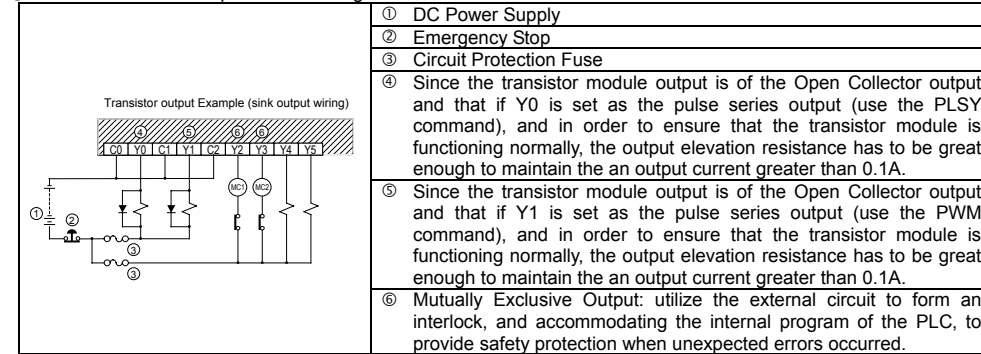 Transistor output Example (sink output wiring)
④ ⑤ ⑥ ⑥
C0 Y0 C1 Y1 C2 Y2 Y3 Y4 Y5
MC1 MC2
①
②
③
③
① DC Power Supply
② Emergency Stop
③ Circuit Protection Fuse
④ Since the transistor module output is of the Open Collector output
and that if Y0 is set as the pulse series output (use the PLSY
command), and in order to ensure that the transistor module is
functioning normally, the output elevation resistance has to be great
enough to maintain the an output current greater than 0.1A.
⑤ Since the transistor module output is of the Open Collector output
and that if Y1 is set as the pulse series output (use the PWM
command), and in order to ensure that the transistor module is
functioning normally, the output elevation resistance has to be great
enough to maintain the an output current greater than 0.1A.
⑥ Mutually Exclusive Output: utilize the external circuit to form an
interlock, and accommodating the internal program of the PLC, to
provide safety protection when unexpected errors occurred.